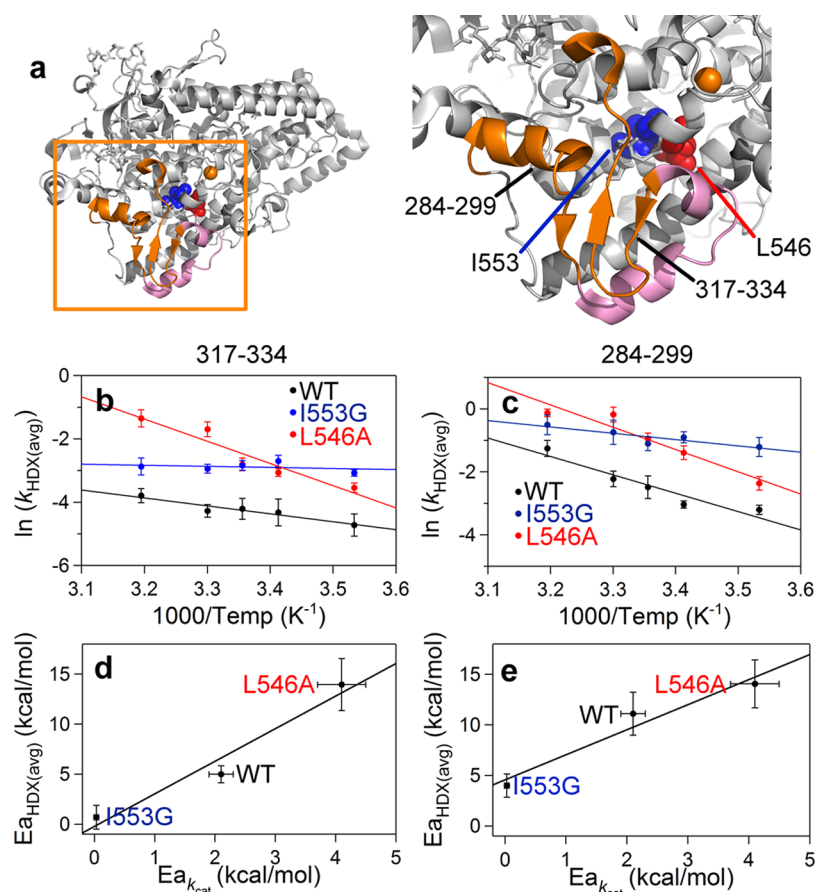 a
284-299
I553
L546
317-334
317-334
284-299
b
WT
I553G
L546A
ln (kHDX(avg))
0
-2
-4
-6
3.1 3.2 3.3 3.4 3.5 3.6
1000/Temp (K-1)
c
WT
I553G
L546A
ln (kHDX(avg))
0
-2
-4
3.1 3.2 3.3 3.4 3.5 3.6
1000/Temp (K-1)
d
L546A
WT
I553G
EaHDX(avg) (kcal/mol)
15
10
5
0
0 1 2 3 4 5
Eakcat (kcal/mol)
e
L546A
WT
I553G
EaHDX(avg) (kcal/mol)
15
10
5
0
0 1 2 3 4 5
Eakcat (kcal/mol)